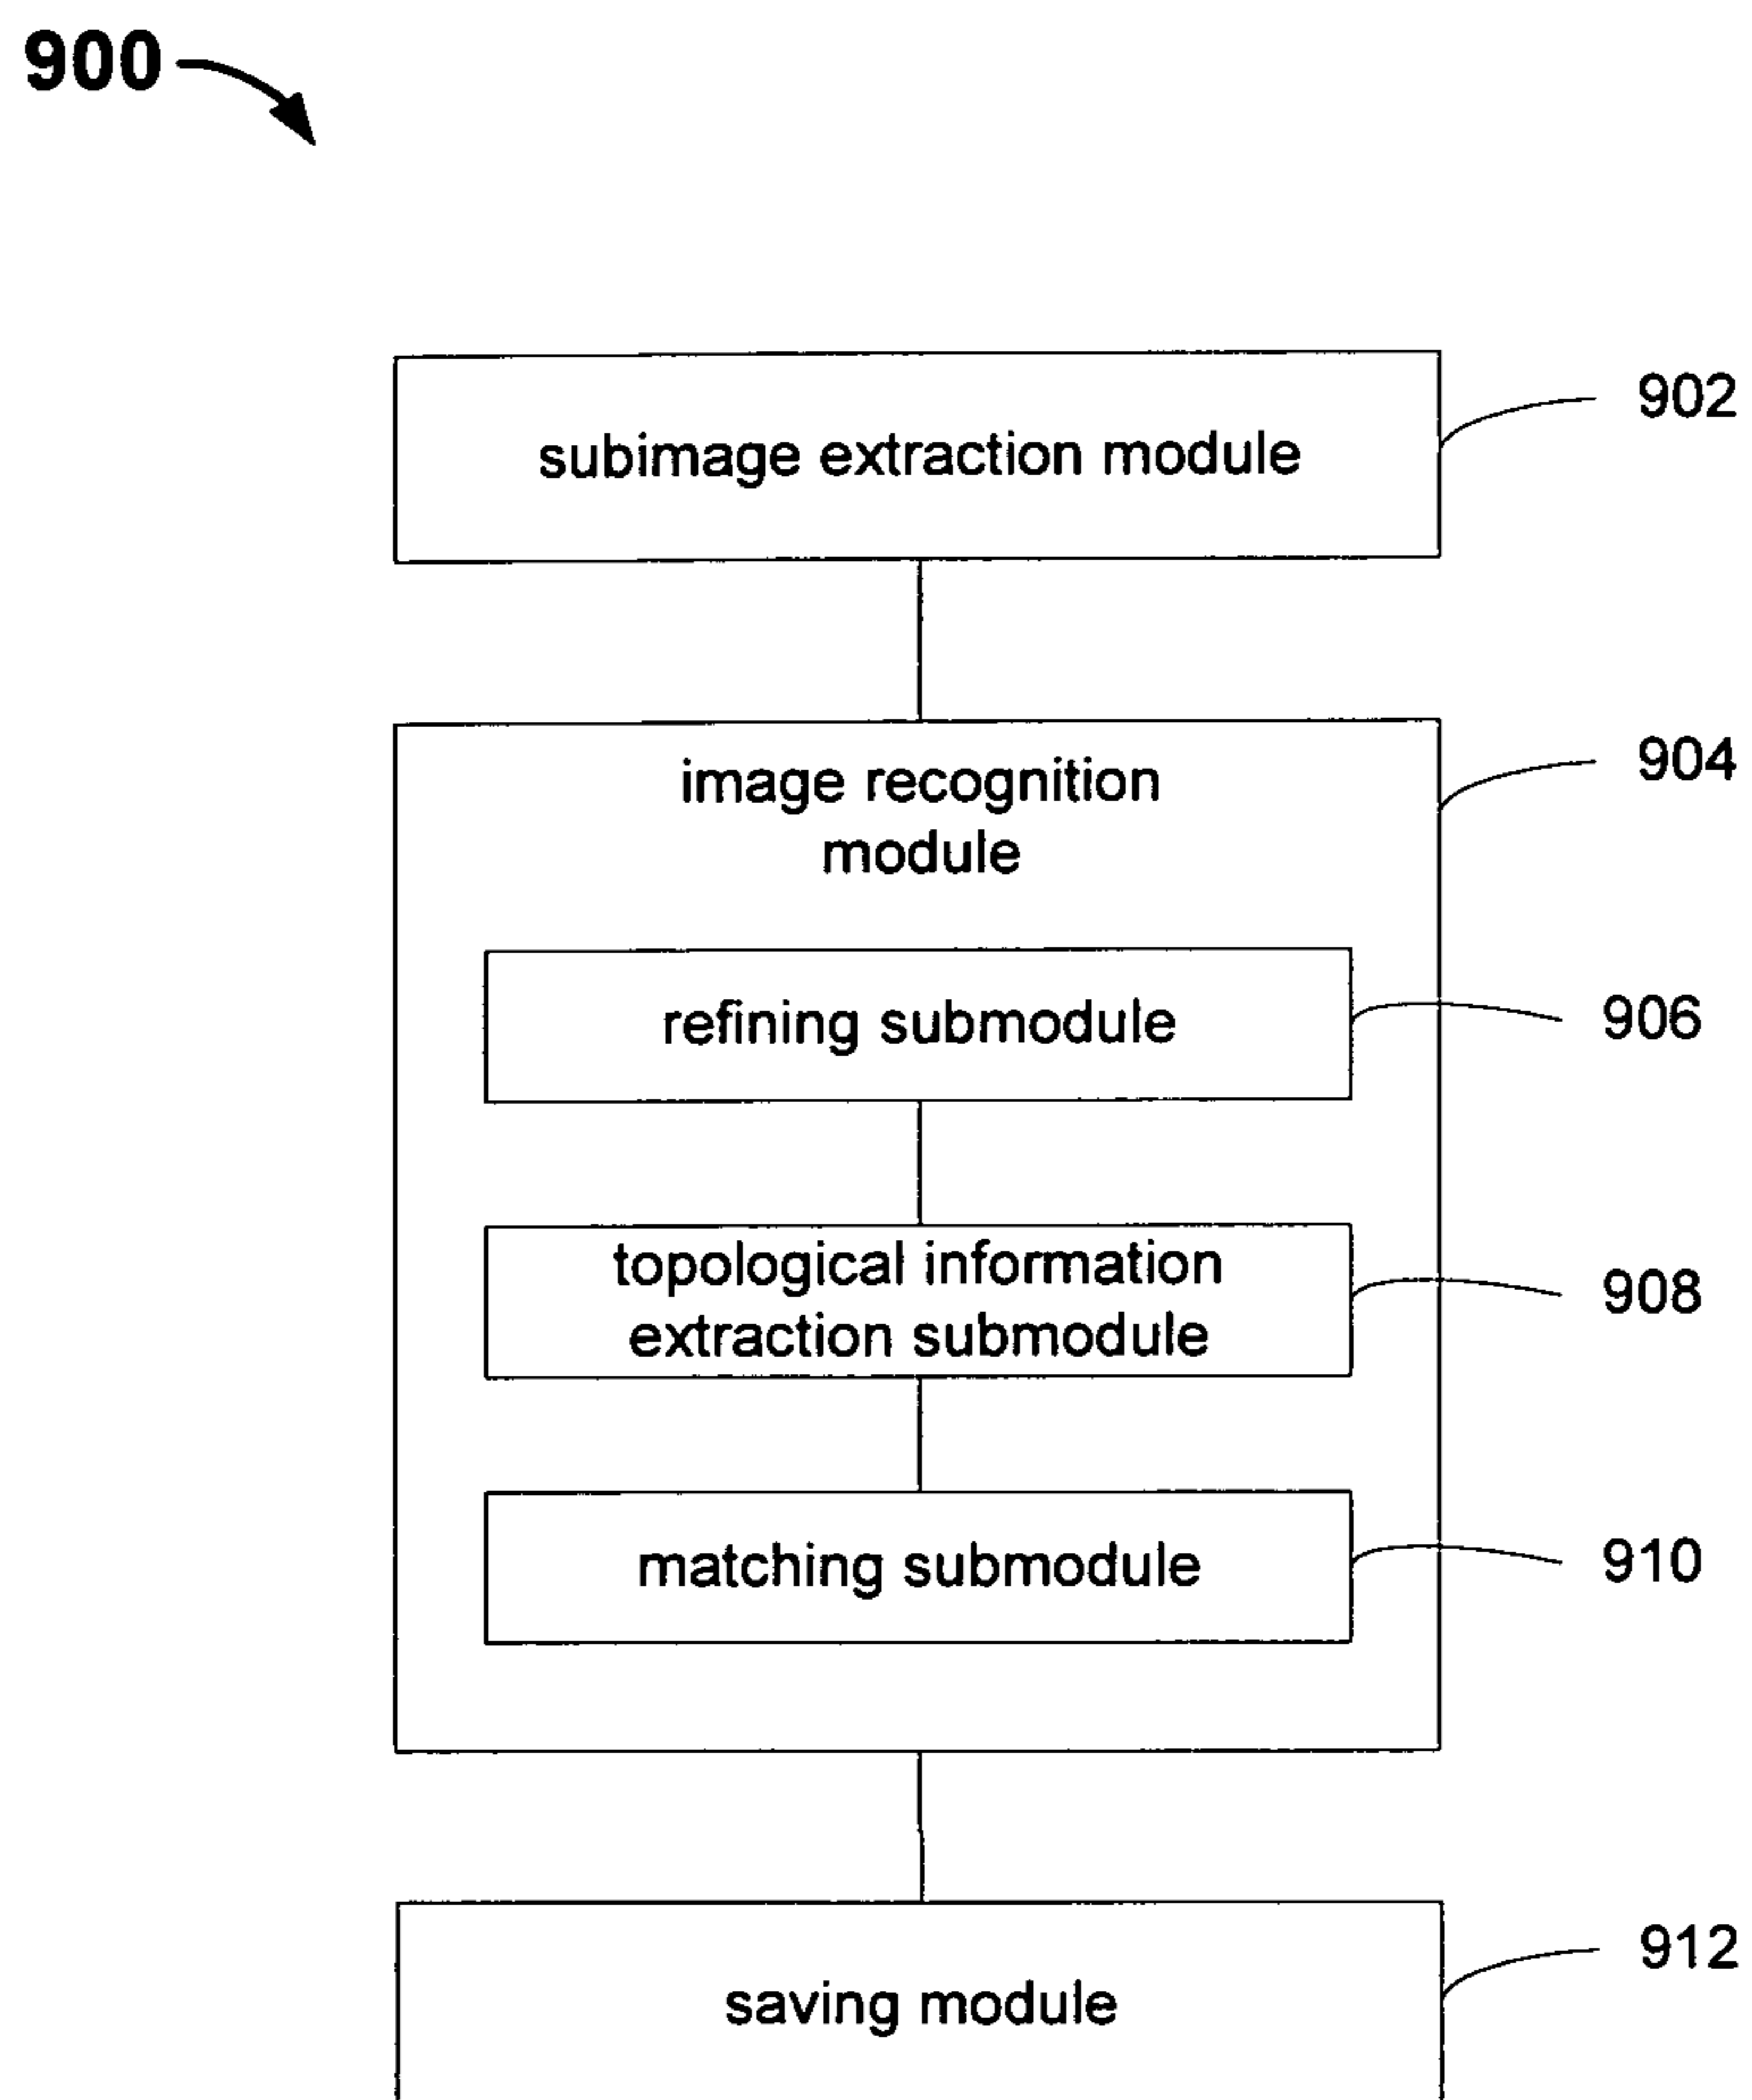 900
subimage extraction module
902
image recognition
module
904
refining submodule
906
topological information
extraction submodule
908
matching submodule
910
saving module
912